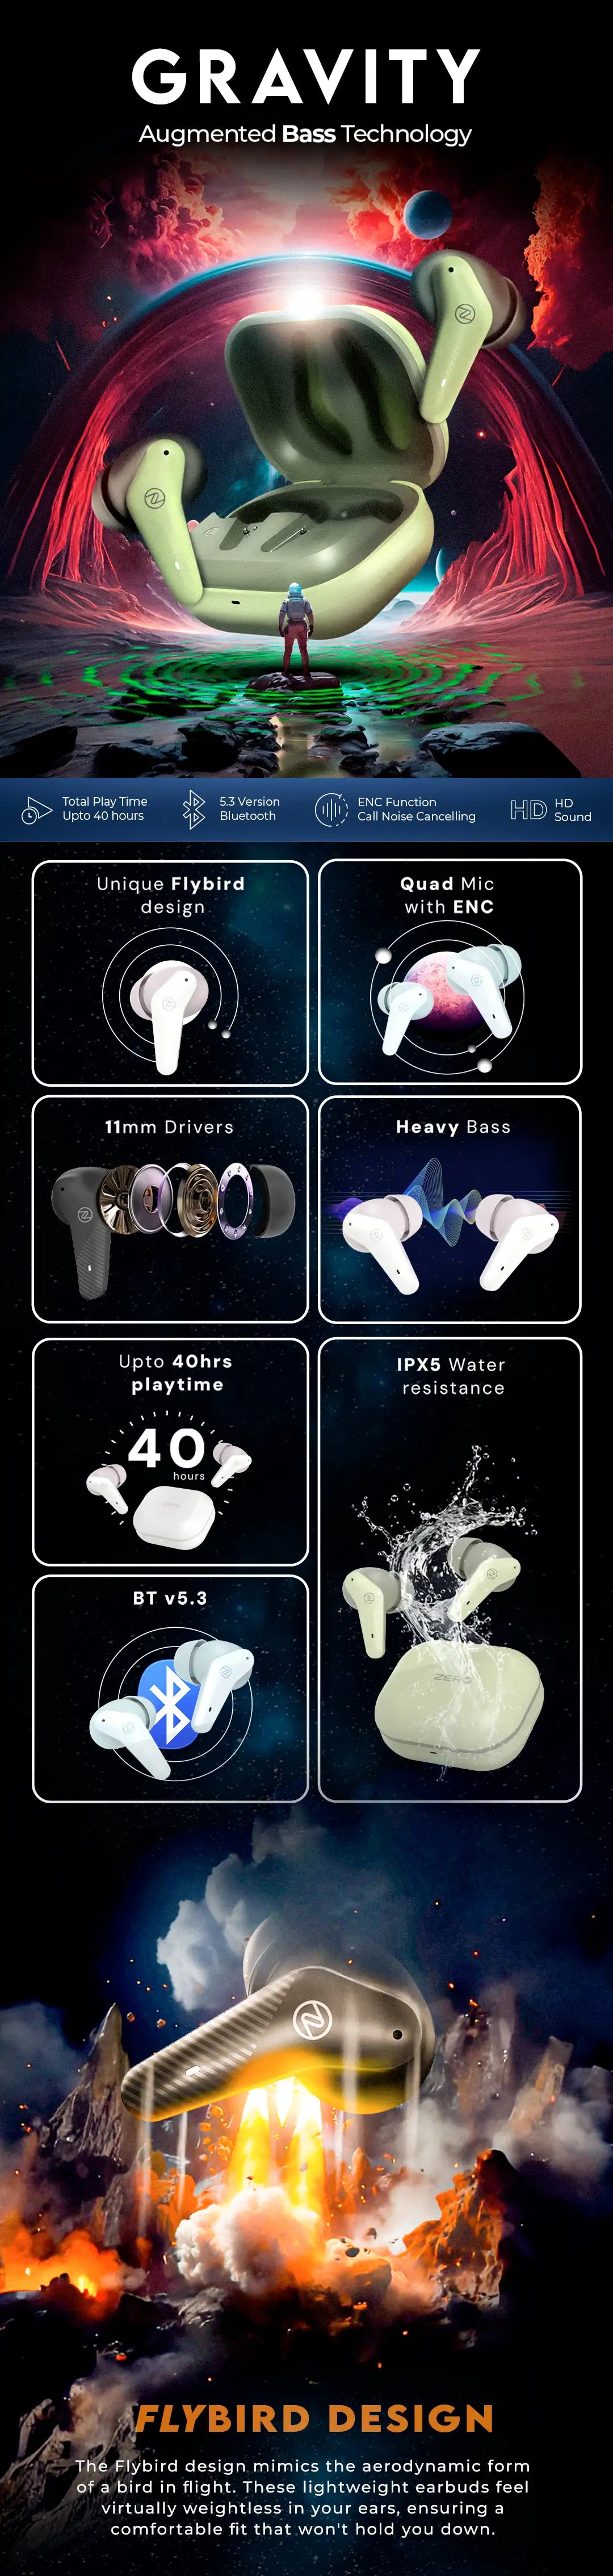 GRAVITY
Augmented Bass Technology
Total Play Time
Upto 40 hours
5.3 Version
Bluetooth
ENC Function
Call Noise Cancelling
HD
HD
Sound
Unique Flybird
design
Quad Mic
with ENC
11mm Drivers
Heavy Bass
Upto 40hrs
playtime
40
hours
IPX5 Water
resistance
ZERO
ZERO
BT v5.3
FLYBIRD DESIGN
The Flybird design mimics the aerodynamic form
of a bird in flight. These lightweight earbuds feel
virtually weightless in your ears, ensuring a
comfortable fit that won't hold you down.